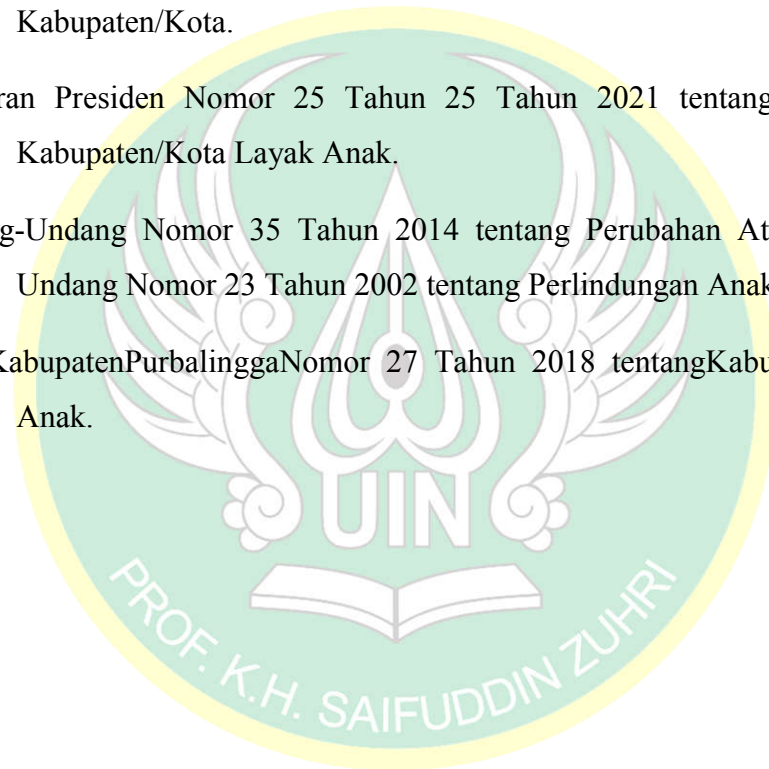 Kabupaten/Kota.
ran Presiden Nomor 25 Tahun 25 Tahun 2021 tentang
Kabupaten/Kota Layak Anak.
g-Undang Nomor 35 Tahun 2014 tentang Perubahan At
Undang Nomor 23 Tahun 2002 tentang Perlindungan Anak
KabupatenPurbalinggaNomor 27 Tahun 2018 tentangKabu
Anak.
UIN
PROF. K.H. SAIFUDDIN ZUHRI